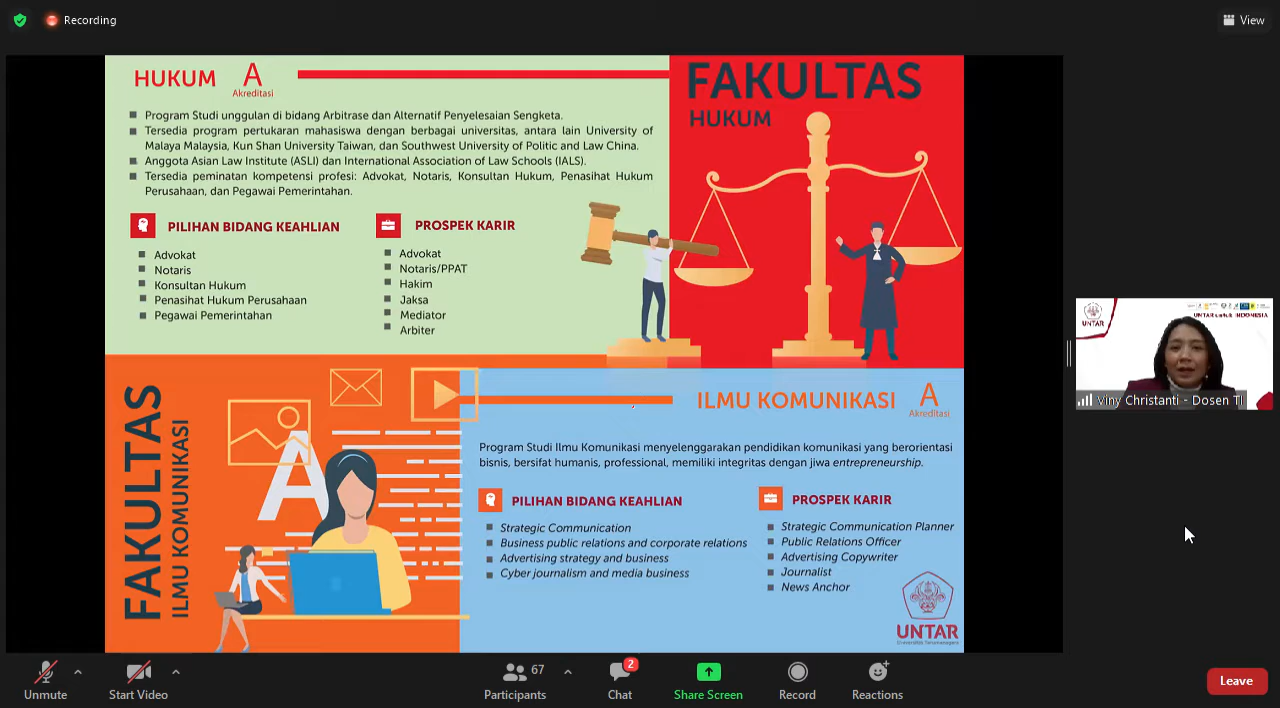 Recording
View
HUKUM
A
Akreditasi
Program Studi unggulan di bidang Arbitrase dan Alternatif Penyelesaian Sengketa.
Tersedia program pertukaran mahasiswa dengan berbagai universitas, antara lain University of
Malaya Malaysia, Kun Shan University Taiwan, dan Southwest University of Politic and Law China.
Anggota Asian Law Institute (ASLI) dan International Association of Law Schools (IALS).
Tersedia peminatan kompetensi profesi: Advokat, Notaris, Konsultan Hukum, Penasihat Hukum
Perusahaan, dan Pegawai Pemerintahan.
PILIHAN BIDANG KEAHLIAN
Advokat
Notaris
Konsultan Hukum
Penasihat Hukum Perusahaan
Pegawai Pemerintahan
PROSPEK KARIR
Advokat
Notaris/PPAT
Hakim
Jaksa
Mediator
Arbiter
FAKULTAS
HUKUM
FAKULTAS
ILMU KOMUNIKASI
A
ILMU KOMUNIKASI
A
Akreditasi
Program Studi Ilmu Komunikasi menyelenggarakan pendidikan komunikasi yang berorientasi
bisnis, bersifat humanis, professional, memiliki integritas dengan jiwa entrepreneurship.
PILIHAN BIDANG KEAHLIAN
Strategic Communication
Business public relations and corporate relations
Advertising strategy and business
Cyber journalism and media business
PROSPEK KARIR
Strategic Communication Planner
Public Relations Officer
Advertising Copywriter
Journalist
News Anchor
UNTAR
Universitas Tarumanagara
UNTAR
UNTAR untuk INDONESIA
Viny Christanti - Dosen TI
Unmute
Start Video
Participants
67
Chat
2
Share Screen
Record
Reactions
Leave